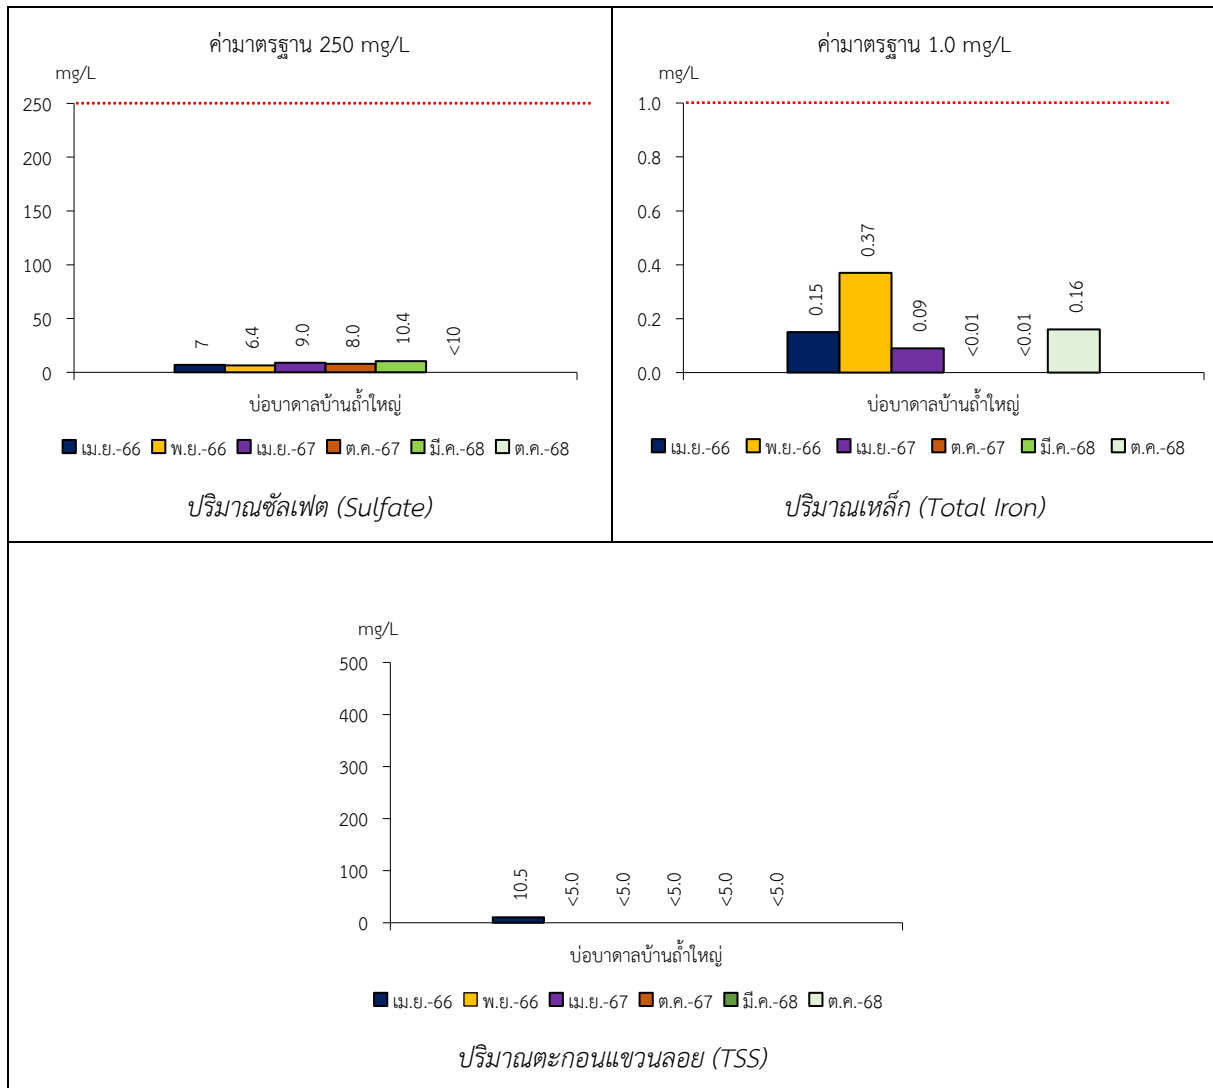 ค่ามาตรฐาน 250 mg/L
mg/L
250
200
150
100
50
0
7
6.4
9.0
8.0
10.4
<10
บ่อบาดาลบ้านถ้ำใหญ่
เม.ย.-66 พ.ย.-66 เม.ย.-67 ต.ค.-67 มี.ค.-68 ต.ค.-68
ปริมาณซัลเฟต (Sulfate)
ค่ามาตรฐาน 1.0 mg/L
mg/L
1.0
0.8
0.6
0.4
0.2
0.0
0.15
0.37
0.09
<0.01
<0.01
0.16
บ่อบาดาลบ้านถ้ำใหญ่
เม.ย.-66 พ.ย.-66 เม.ย.-67 ต.ค.-67 มี.ค.-68 ต.ค.-68
ปริมาณเหล็ก (Total Iron)
mg/L
500
400
300
200
100
0
10.5
<5.0
<5.0
<5.0
<5.0
<5.0
บ่อบาดาลบ้านถ้ำใหญ่
เม.ย.-66 พ.ย.-66 เม.ย.-67 ต.ค.-67 มี.ค.-68 ต.ค.-68
ปริมาณตะกอนแขวนลอย (TSS)